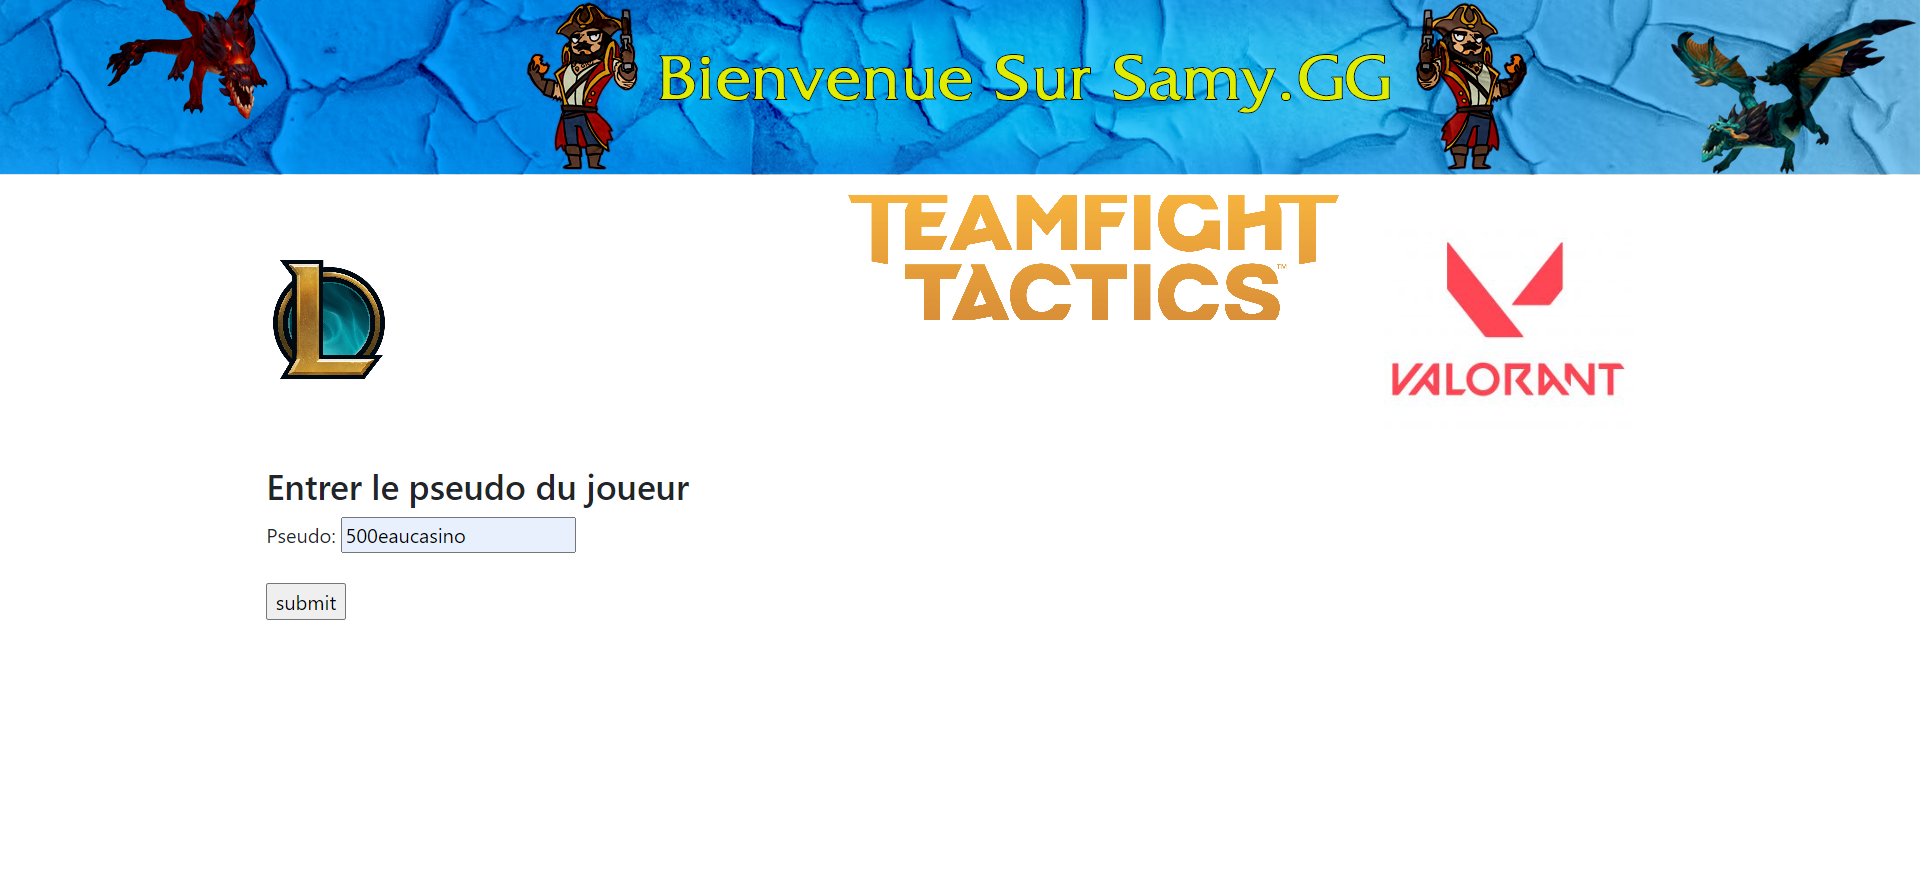 Bienvenue Sur Samy.GG
TEAMFIGHT
TACTICS™
L
VALORANT
Entrer le pseudo du joueur
Pseudo: 500eaucasino
submit